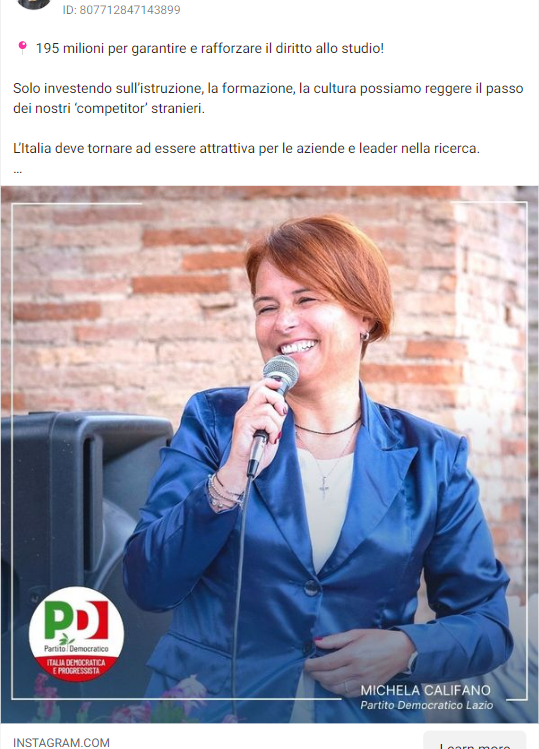 ID: 807712847143899
195 milioni per garantire e rafforzare il diritto allo studio!
Solo investendo sull'istruzione, la formazione, la cultura possiamo reggere il passo
dei nostri ‘competitor’ stranieri.
L'Italia deve tornare ad essere attrattiva per le aziende e leader nella ricerca.
...
PD
Partito Democratico
ITALIA DEMOCRATICA
E PROGRESSISTA
MICHELA CALIFANO
Partito Democratico Lazio
INSTAGRAM.COM
Learn more